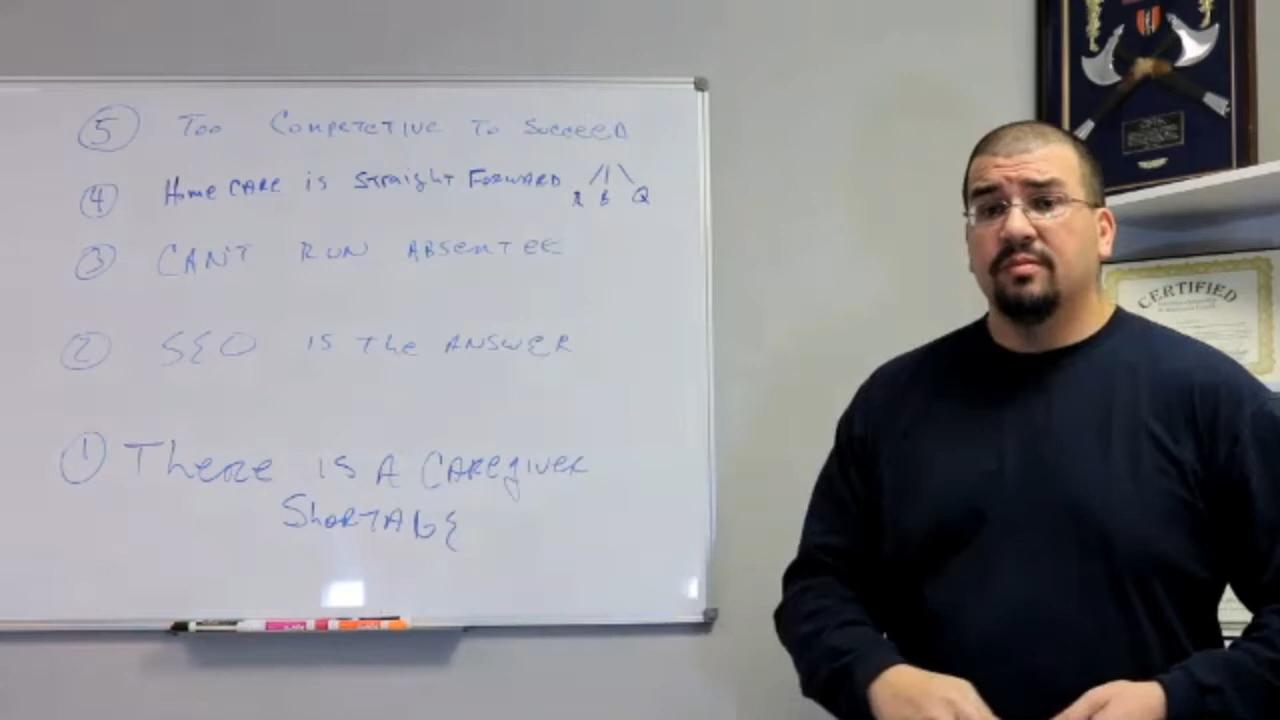 5 Too Competetive To Succeed
4 Home CARE is Straight Forward
R B Q
3 CAN'T RUN ABSENTEE
2 SEO IS The ANSWER
1 There IS A CAREgiver
ShortAGE
CERTIFIED